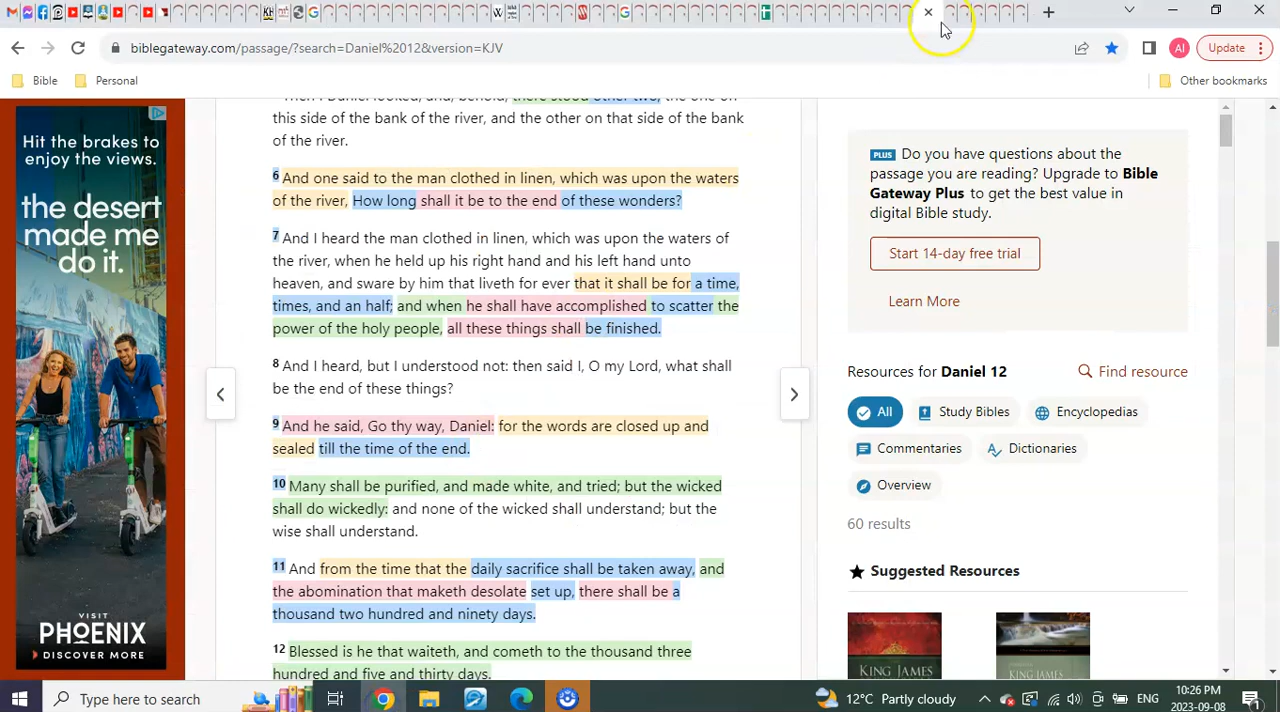 biblegateway.com/passage/?search=Daniel%2012&version=KJV
AI
Update
Bible
Personal
Other bookmarks
Hit the brakes to
enjoy the views.
the desert
made me
do it.
VISIT
PHOENIX
DISCOVER MORE
Then I Daniel looked, and, behold, there stood other two, the one on
this side of the bank of the river, and the other on that side of the bank
of the river.
6 And one said to the man clothed in linen, which was upon the waters
of the river, How long shall it be to the end of these wonders?
7 And I heard the man clothed in linen, which was upon the waters of
the river, when he held up his right hand and his left hand unto
heaven, and sware by him that liveth for ever that it shall be for a time,
times, and an half; and when he shall have accomplished to scatter the
power of the holy people, all these things shall be finished.
8 And I heard, but I understood not: then said I, O my Lord, what shall
be the end of these things?
9 And he said, Go thy way, Daniel: for the words are closed up and
sealed till the time of the end.
10 Many shall be purified, and made white, and tried; but the wicked
shall do wickedly: and none of the wicked shall understand; but the
wise shall understand.
11 And from the time that the daily sacrifice shall be taken away, and
the abomination that maketh desolate set up, there shall be a
thousand two hundred and ninety days.
12 Blessed is he that waiteth, and cometh to the thousand three
hundred and five and thirty days.
PLUS Do you have questions about the
passage you are reading? Upgrade to Bible
Gateway Plus to get the best value in
digital Bible study.
Start 14-day free trial
Learn More
Resources for Daniel 12
Find resource
All
Study Bibles
Encyclopedias
Commentaries
Dictionaries
Overview
60 results
Suggested Resources
KING JAMES
KING JAMES
Type here to search
12°C Partly cloudy
ENG
10:26 PM
2023-09-08
1